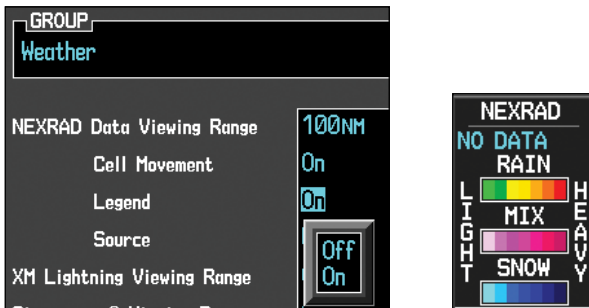 GROUP
Weather
NEXRAD Data Viewing Range 100NM
Cell Movement On
Legend On
Source
Off
On
XM Lightning Viewing Range
NEXRAD
NO DATA
RAIN
MIX
SNOW
LIGHT
HEAVY